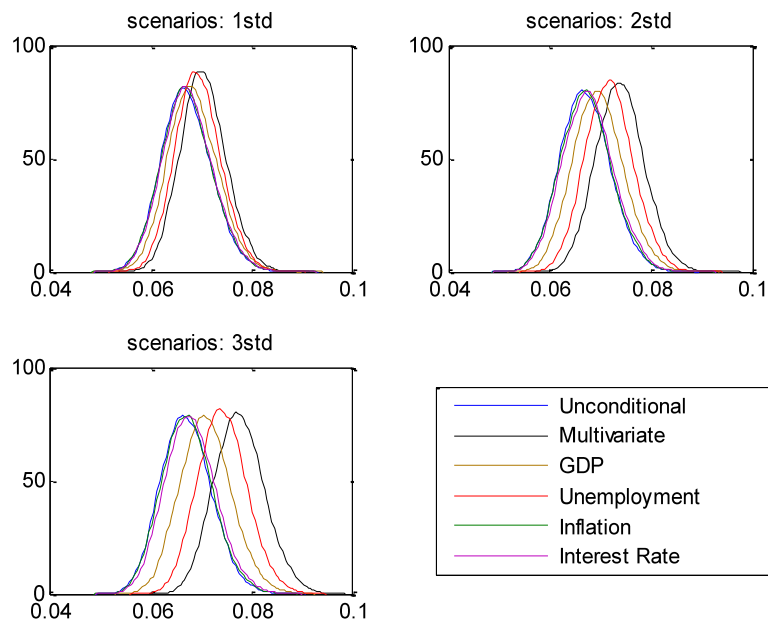 scenarios: 1std
100
50
0
0.04 0.06 0.08 0.1
scenarios: 2std
100
50
0
0.04 0.06 0.08 0.1
scenarios: 3std
100
50
0
0.04 0.06 0.08 0.1
Unconditional
Multivariate
GDP
Unemployment
Inflation
Interest Rate